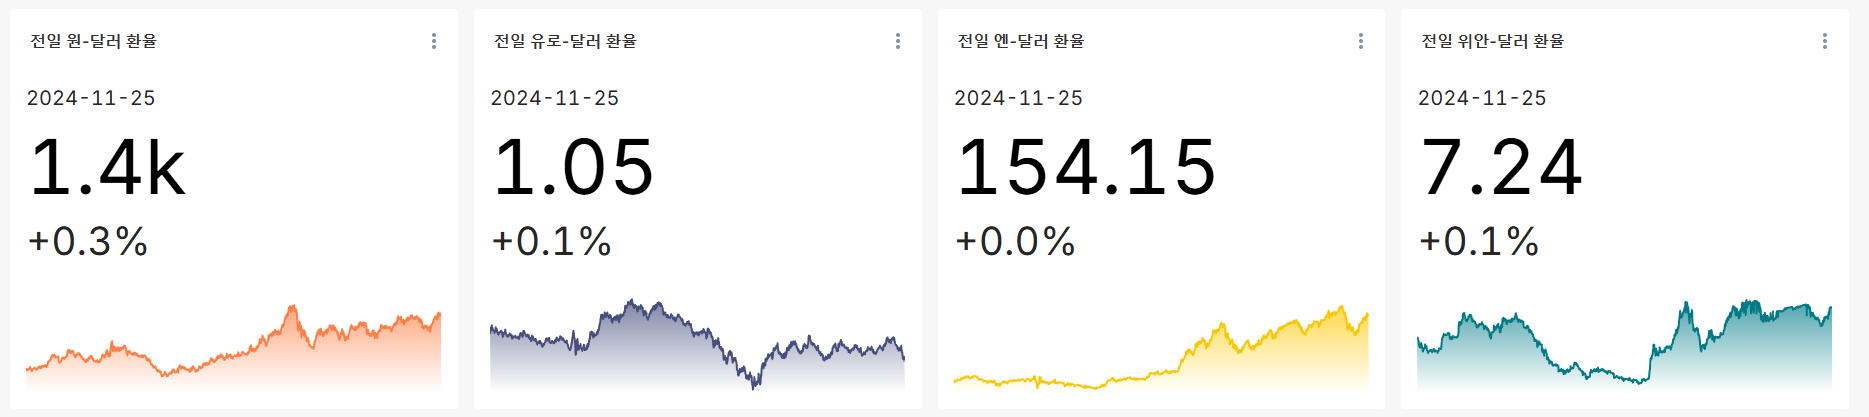 전일 원-달러 환율
2024-11-25
1.4k
+0.3%
전일 유로-달러 환율
2024-11-25
1.05
+0.1%
전일 엔-달러 환율
2024-11-25
154.15
+0.0%
전일 위안-달러 환율
2024-11-25
7.24
+0.1%